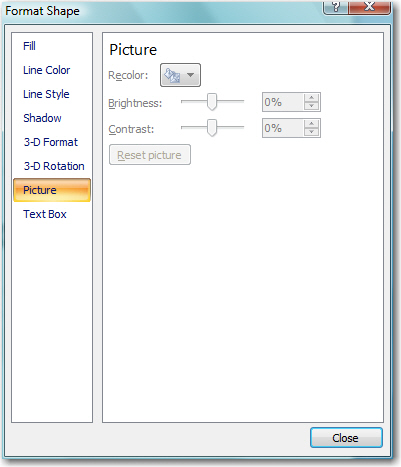 Format Shape
?
Fill
Line Color
Line Style
Shadow
3-D Format
3-D Rotation
Picture
Text Box
Picture
Recolor:
Brightness: 0%
Contrast: 0%
Reset picture
Close